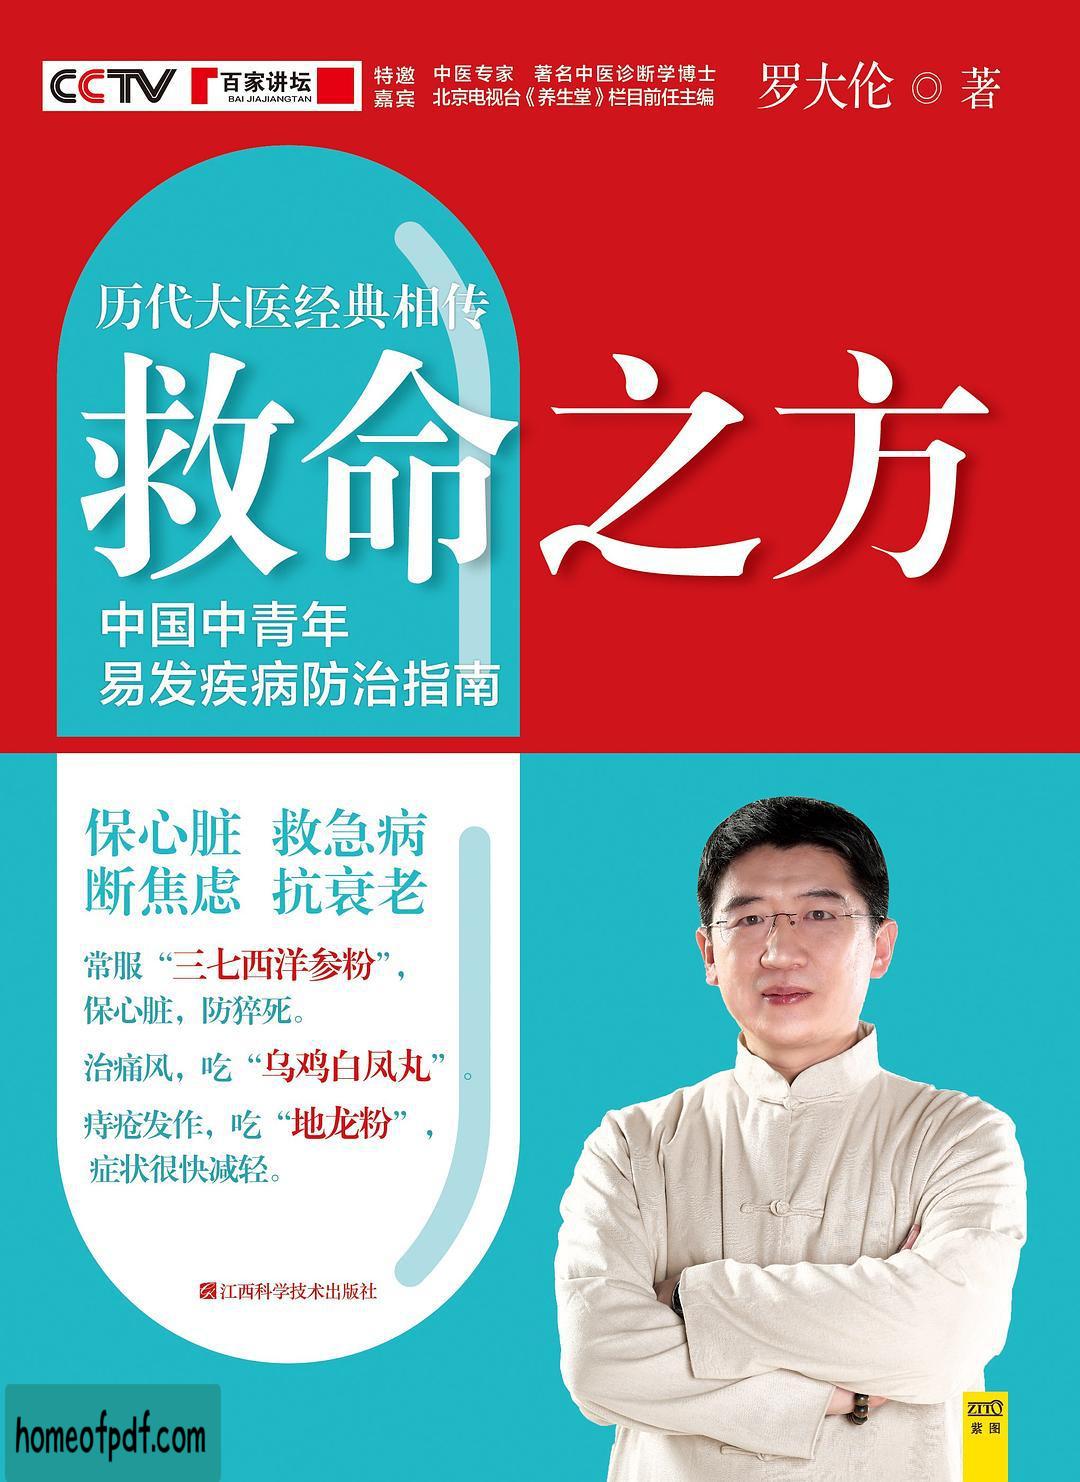 CCTV 百家讲坛
BAI JIAJIANGTAN
特邀嘉宾
中医专家 著名中医诊断学博士
北京电视台《养生堂》栏目前任主编
罗大伦◎著
历代大医经典相传
救命之方
中国中青年
易发疾病防治指南
保心脏 救急病
断焦虑 抗衰老
常服“三七西洋参粉”，
保心脏，防猝死。
治痛风，吃“乌鸡白凤丸”。
痔疮发作，吃“地龙粉”，
症状很快减轻。
江西科学技术出版社
ZITO
紫图
homeofpdf.com